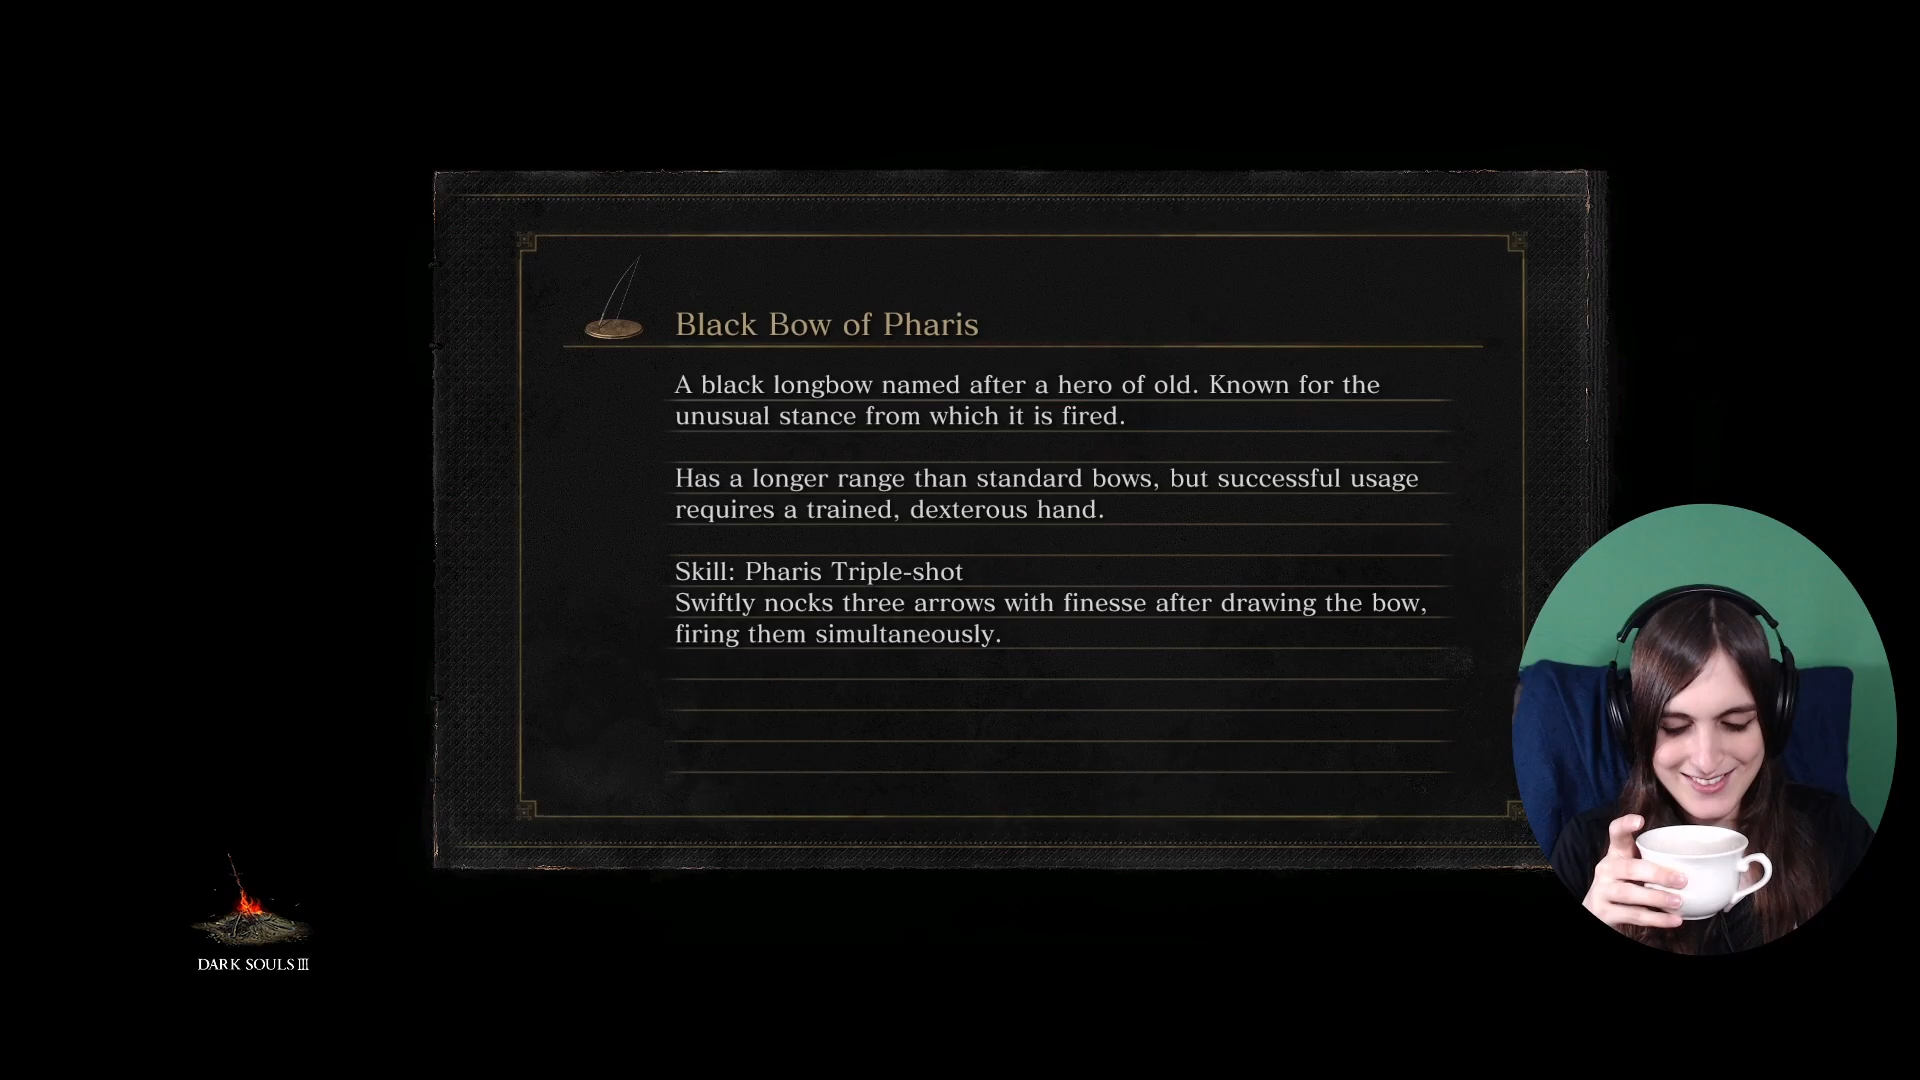 Black Bow of Pharis
A black longbow named after a hero of old. Known for the
unusual stance from which it is fired.
Has a longer range than standard bows, but successful usage
requires a trained, dexterous hand.
Skill: Pharis Triple-shot
Swiftly nocks three arrows with finesse after drawing the bow,
firing them simultaneously.
DARK SOULS III